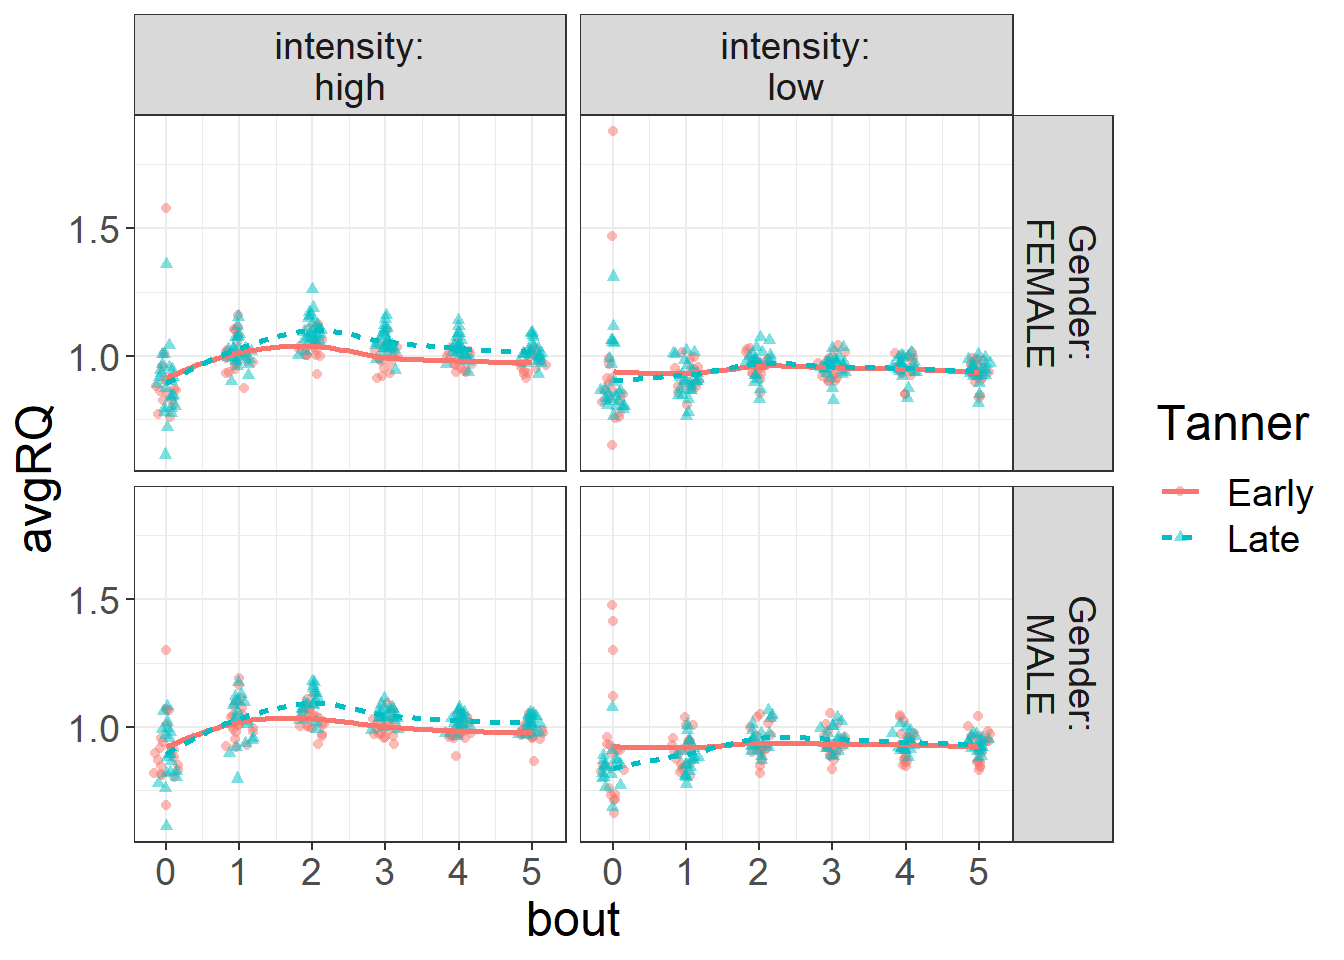 intensity:
high
intensity:
low
1.5
1.0
Gender:
FEMALE
avgRQ
1.5
1.0
Gender:
MALE
Tanner
Early
Late
0 1 2 3 4 5
0 1 2 3 4 5
bout